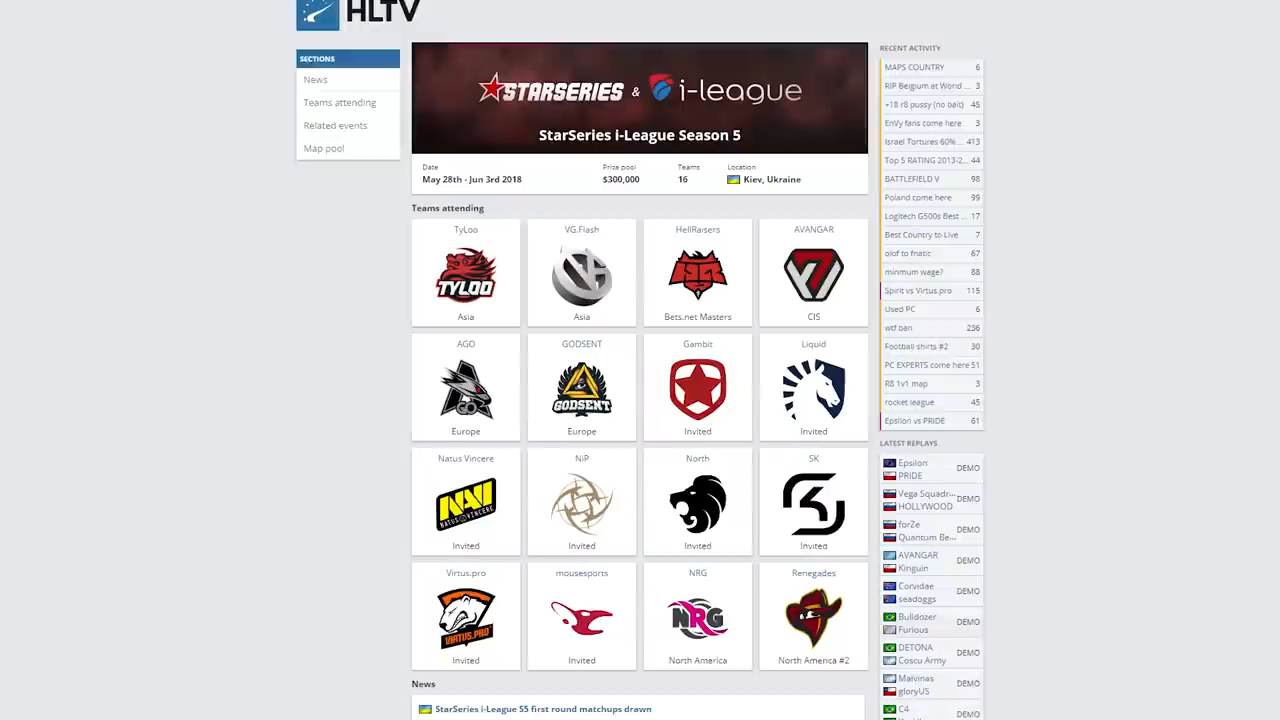 HLTV
SECTIONS
News
Teams attending
Related events
Map pool
STARSERIES & i-league
StarSeries i-League Season 5
Date
May 28th - Jun 3rd 2018
Prize pool
$300,000
Teams
16
Location
Kiev, Ukraine
Teams attending
TyLoo
TYLOO
Asia
VG.Flash
VG
Asia
HellRaisers
HR
Bets.net Masters
AVANGAR
CIS
AGO
Europe
GODSENT
GODSENT
Europe
Gambit
Invited
Liquid
Invited
Natus Vincere
NAVI
NATUS VINCERE
Invited
NiP
Invited
North
Invited
SK
SK
Invited
Virtus.pro
VIRTUS.PRO
Invited
mousesports
Invited
NRG
NRG
North America
Renegades
North America #2
News
StarSeries i-League S5 first round matchups drawn
RECENT ACTIVITY
MAPS COUNTRY 6
RIP Belgium at World ... 3
+18 r8 pussy (no bait) 45
EnVy fans come here 3
Israel Tortures 60% ... 413
Top 5 RATING 2013-2... 44
BATTLEFIELD V 98
Poland come here 99
Logitech G500s Best ... 17
Best Country to Live 7
olof to fnatic 67
minmum wage? 88
Spirit vs Virtus.pro 115
Used PC 6
wtf ban 236
Football shirts #2 30
PC EXPERTS come here 51
R8 1v1 map 3
rocket league 45
Epsilon vs PRIDE 61
LATEST REPLAYS
Epsilon
PRIDE
DEMO
Vega Squadr...
HOLLYWOOD
DEMO
forZe
Quantum Be...
DEMO
AVANGAR
Kinguin
DEMO
Corvidae
seadoggs
DEMO
Bulldozer
Furious
DEMO
DETONA
Coscu Army
DEMO
Malvinas
gloryUS
DEMO
C4
DEMO